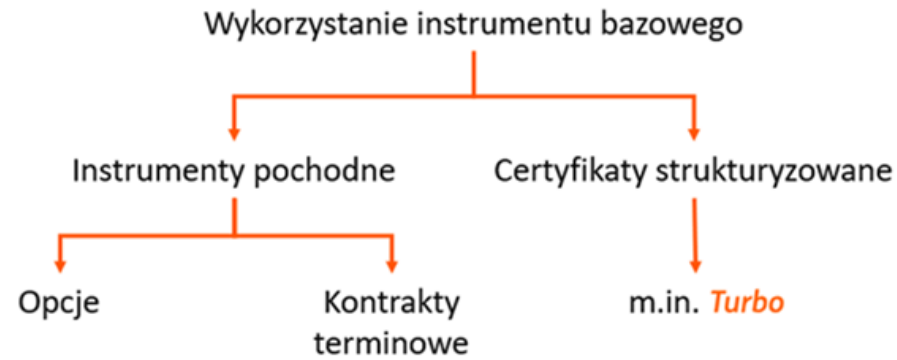 Wykorzystanie instrumentu bazowego
Instrumenty pochodne
Certyfikaty strukturyzowane
Opcje
Kontrakty
terminowe
m.in. Turbo